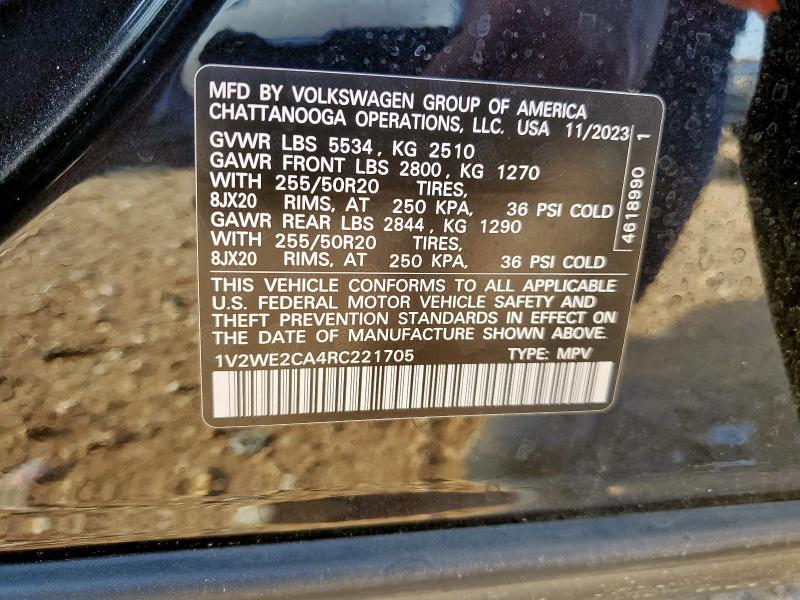 MFD BY VOLKSWAGEN GROUP OF AMERICA
CHATTANOOGA OPERATIONS, LLC. USA 11/2023
GVWR LBS 5534, KG 2510
GAWR FRONT LBS 2800, KG 1270
WITH 255/50R20 TIRES,
8JX20 RIMS, AT 250 KPA, 36 PSI COLD
GAWR REAR LBS 2844, KG 1290
WITH 255/50R20 TIRES,
8JX20 RIMS, AT 250 KPA, 36 PSI COLD
4618990 1
THIS VEHICLE CONFORMS TO ALL APPLICABLE
U.S. FEDERAL MOTOR VEHICLE SAFETY AND
THEFT PREVENTION STANDARDS IN EFFECT ON
THE DATE OF MANUFACTURE SHOWN ABOVE.
1V2WE2CA4RC221705 TYPE: MPV